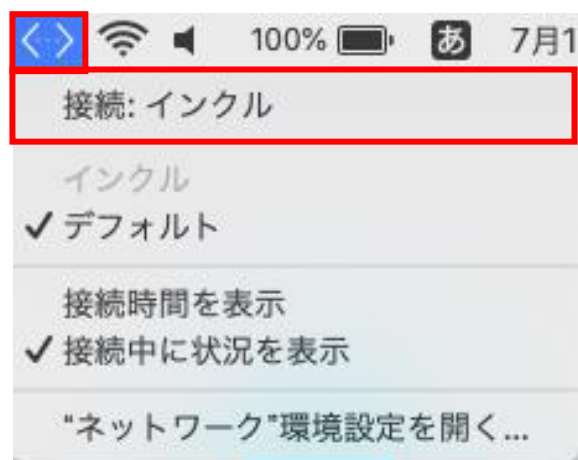 100% あ 7月1
接続: インクル
インクル
✓ デフォルト
接続時間を表示
✓ 接続中に状況を表示
“ネットワーク”環境設定を開く...